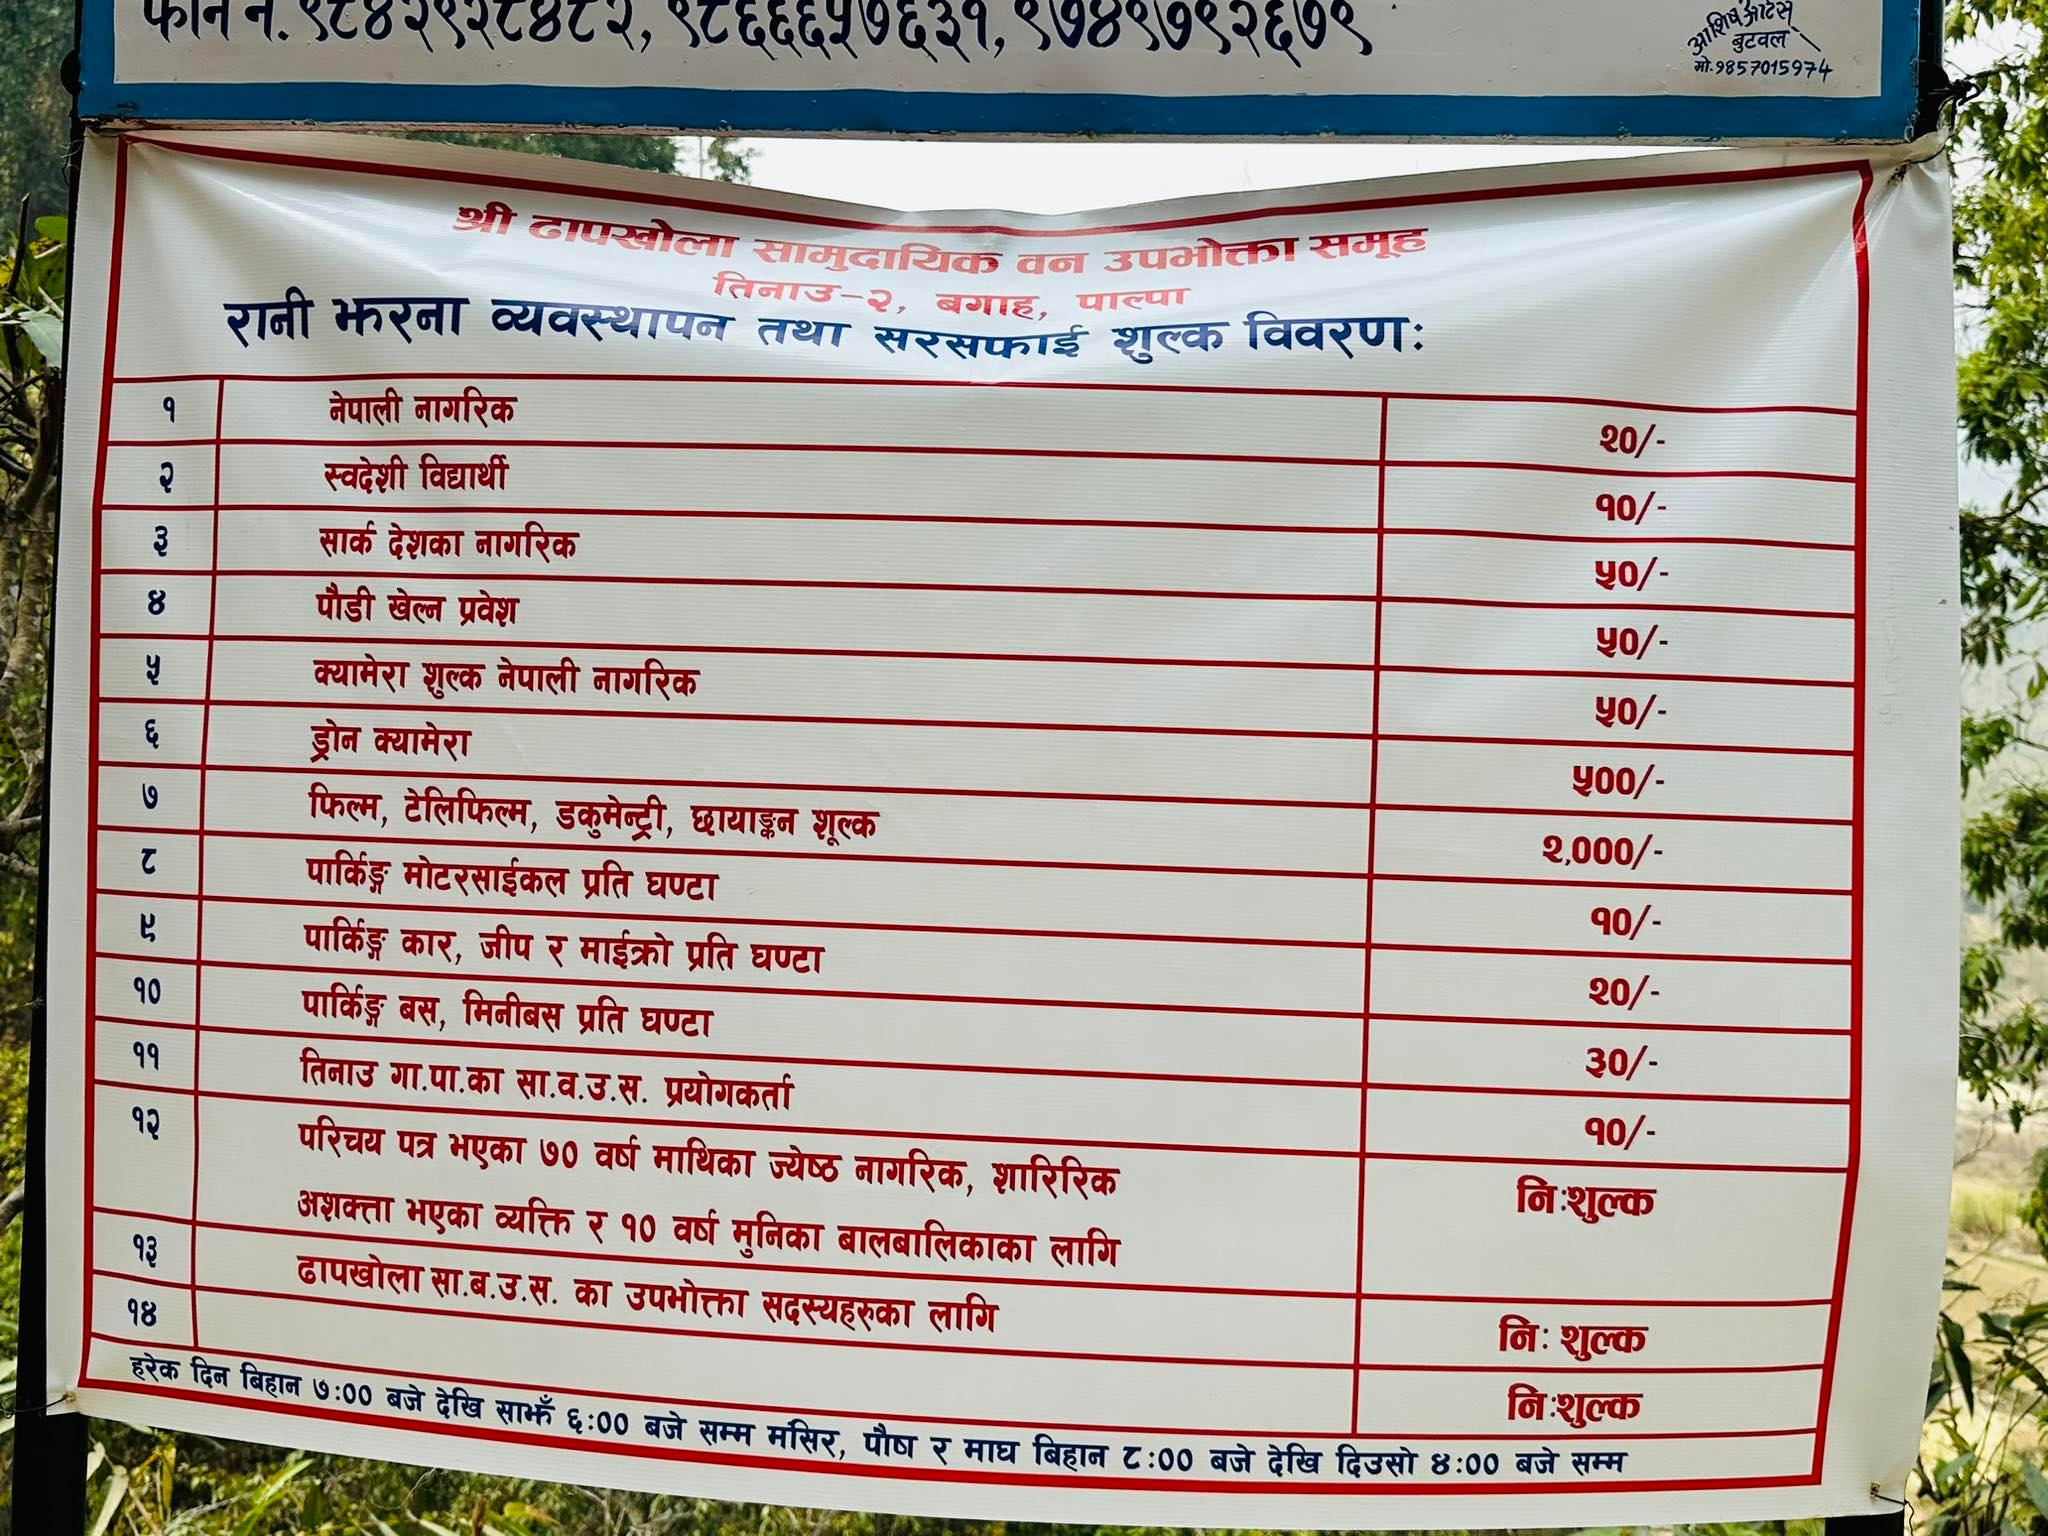 फोन नं. ९८४२९२८४८२, ९८६६६५७६३१, ९७४९७९२६७९
आशिष आर्टस्
बुटवल
मो.9857015974
श्री ढापखोला सामुदायिक वन उपभोक्ता समूह
तिनाउ-२, बगाह, पाल्पा
रानी झरना व्यवस्थापन तथा सरसफाई शुल्क विवरणः
१ नेपाली नागरिक २०/-
२ स्वदेशी विद्यार्थी १०/-
३ सार्क देशका नागरिक ५०/-
४ पौडी खेल्न प्रवेश ५०/-
५ क्यामेरा शुल्क नेपाली नागरिक ५०/-
६ ड्रोन क्यामेरा ५००/-
७ फिल्म, टेलिफिल्म, डकुमेन्ट्री, छायाङ्कन शूल्क २,०००/-
८ पार्किङ्ग मोटरसाईकल प्रति घण्टा १०/-
९ पार्किङ्ग कार, जीप र माईक्रो प्रति घण्टा २०/-
१० पार्किङ्ग बस, मिनीबस प्रति घण्टा ३०/-
११ तिनाउ गा.पा.का सा.व.उ.स. प्रयोगकर्ता १०/-
१२ परिचय पत्र भएका ७० वर्ष माथिका ज्येष्ठ नागरिक, शारिरिक निःशुल्क
अशक्त्ता भएका व्यक्ति र १० वर्ष मुनिका बालबालिकाका लागि
१३ ढापखोला सा.ब.उ.स. का उपभोक्ता सदस्यहरुका लागि निः शुल्क
१४ निःशुल्क
हरेक दिन बिहान ७:०० बजे देखि साझँ ६:०० बजे सम्म मंसिर, पौष र माघ बिहान ८:०० बजे देखि दिउसो ४:०० बजे सम्म